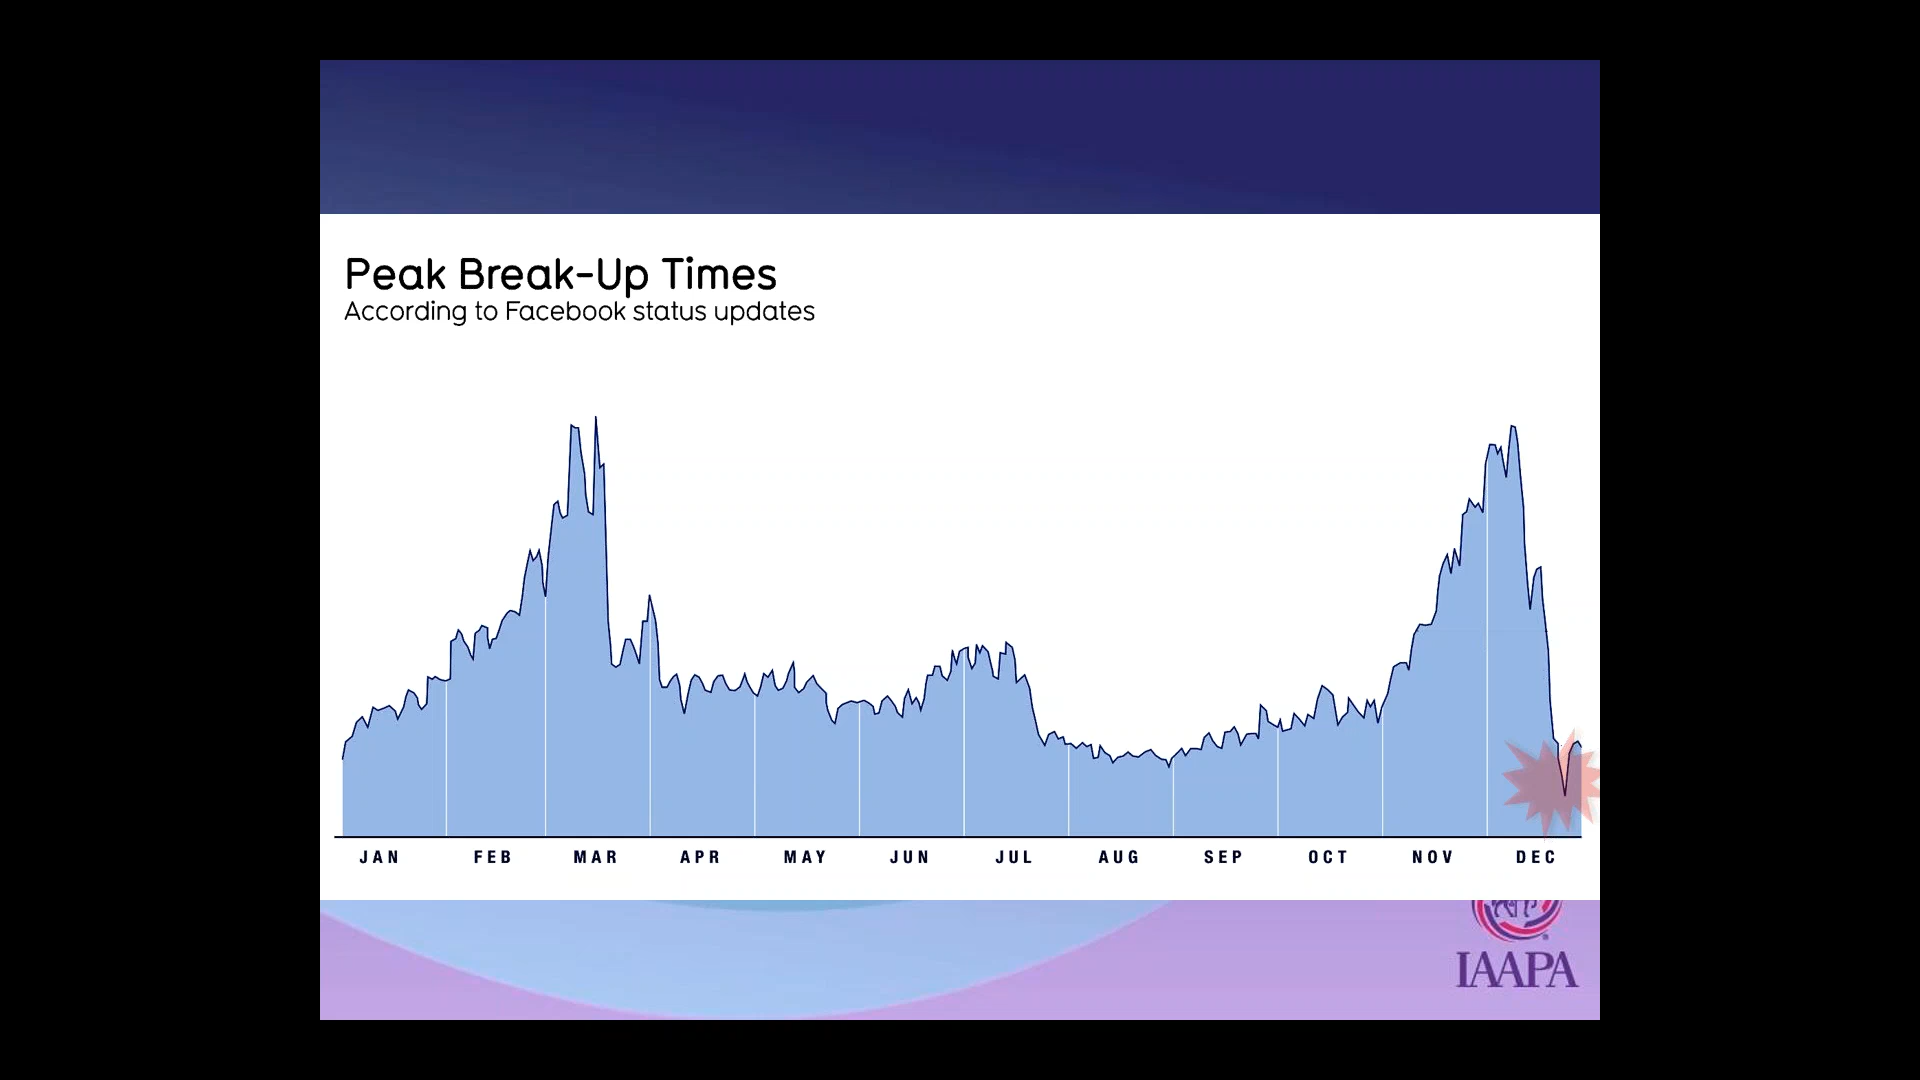 Peak Break-Up Times
According to Facebook status updates
JAN FEB MAR APR MAY JUN JUL AUG SEP OCT NOV DEC
IAAPA